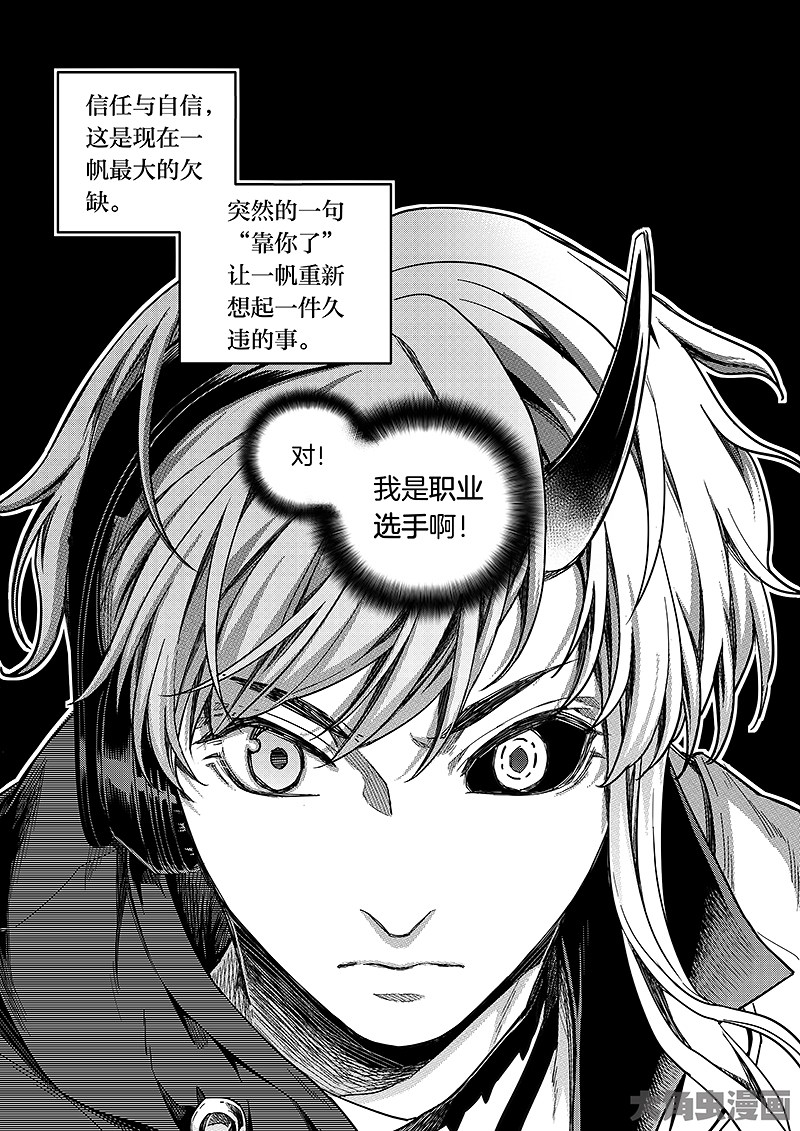 信任与自信，
这是现在一
帆最大的欠
缺。
突然的一句
“靠你了”
让一帆重新
想起一件久
违的事。
对！
我是职业
选手啊！
大角虫漫画